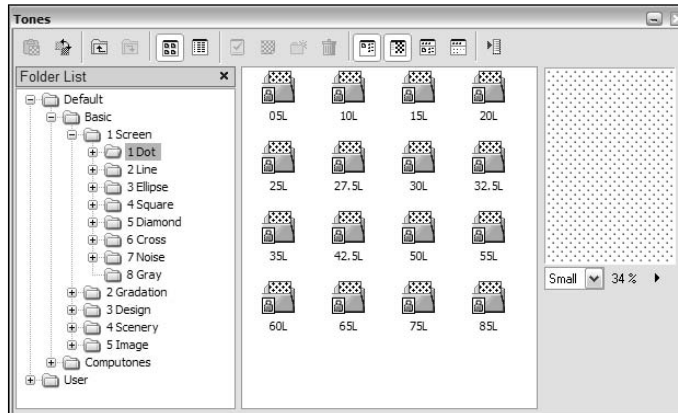 Tones
Folder List
Default
Basic
1 Screen
1 Dot
2 Line
3 Ellipse
4 Square
5 Diamond
6 Cross
7 Noise
8 Gray
2 Gradation
3 Design
4 Scenery
5 Image
Computones
User
05L 10L 15L 20L
25L 27.5L 30L 32.5L
35L 42.5L 50L 55L
60L 65L 75L 85L
Small 34 %